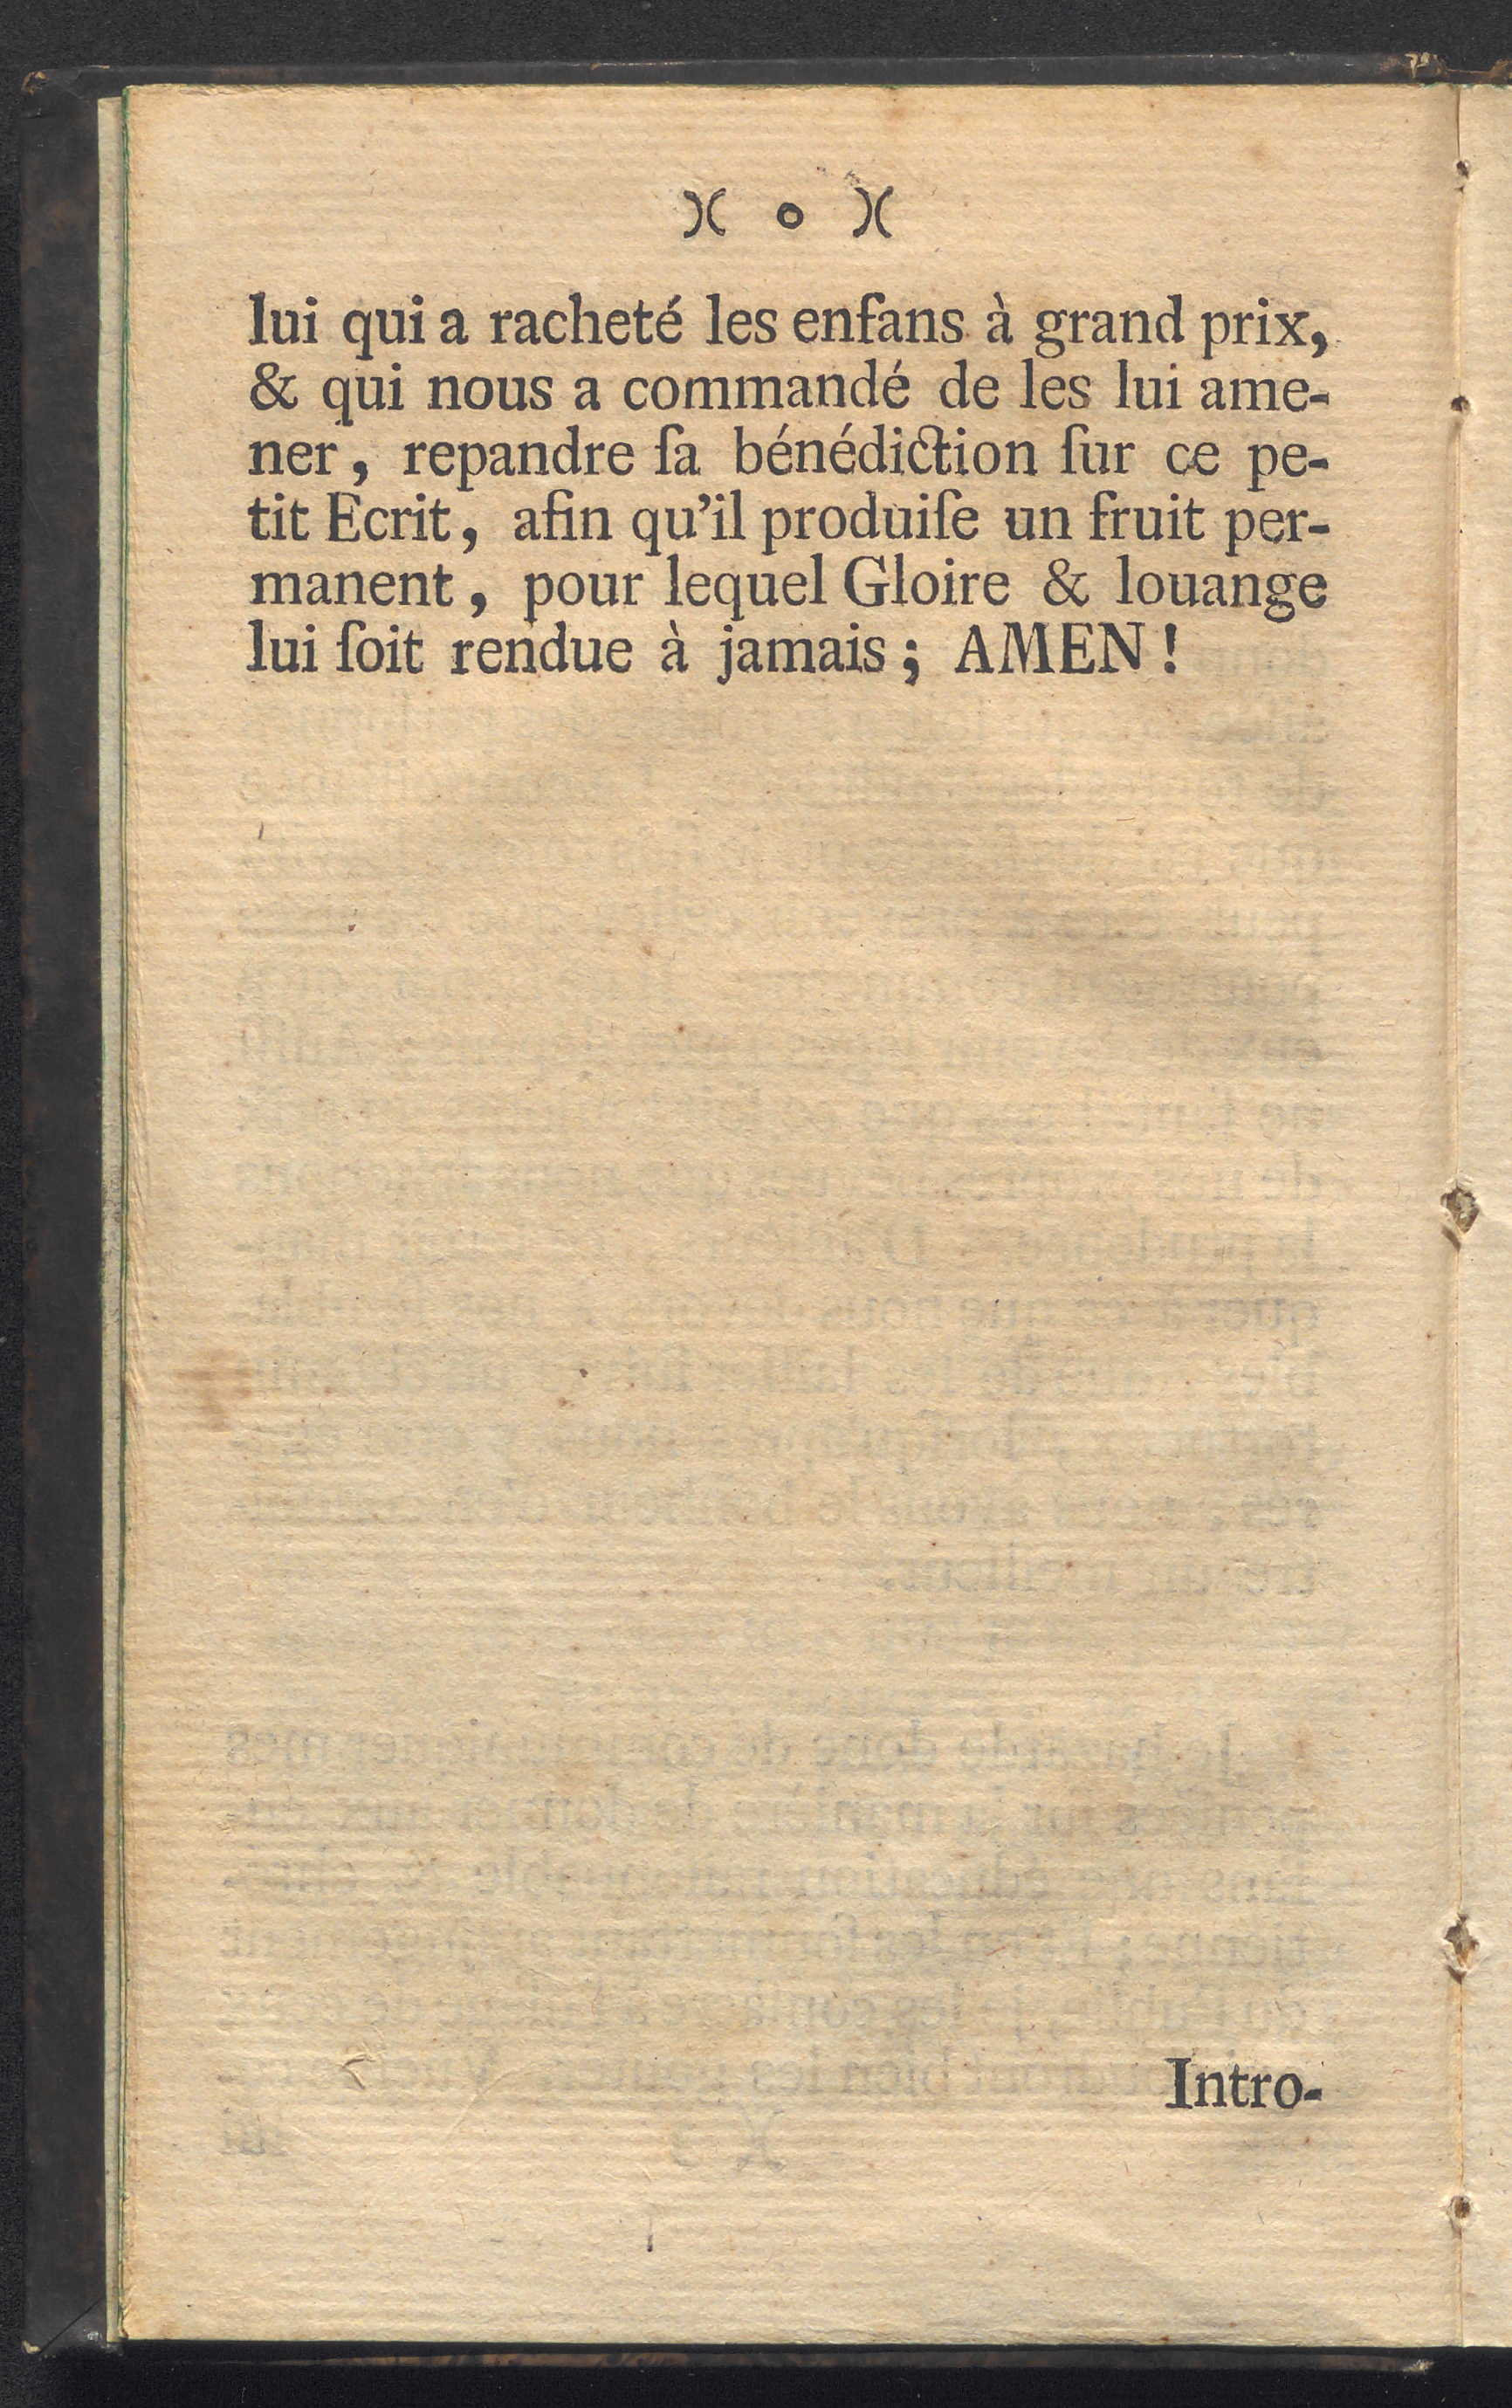 )( o )(
lui qui a racheté les enfans à grand prix,
& qui nous a commandé de les lui ame-
ner, repandre ſa bénédiction ſur ce pe-
tit Ecrit, afin qu'il produiſe un fruit per-
manent, pour lequel Gloire & louange
lui ſoit rendue à jamais; AMEN!
Intro-